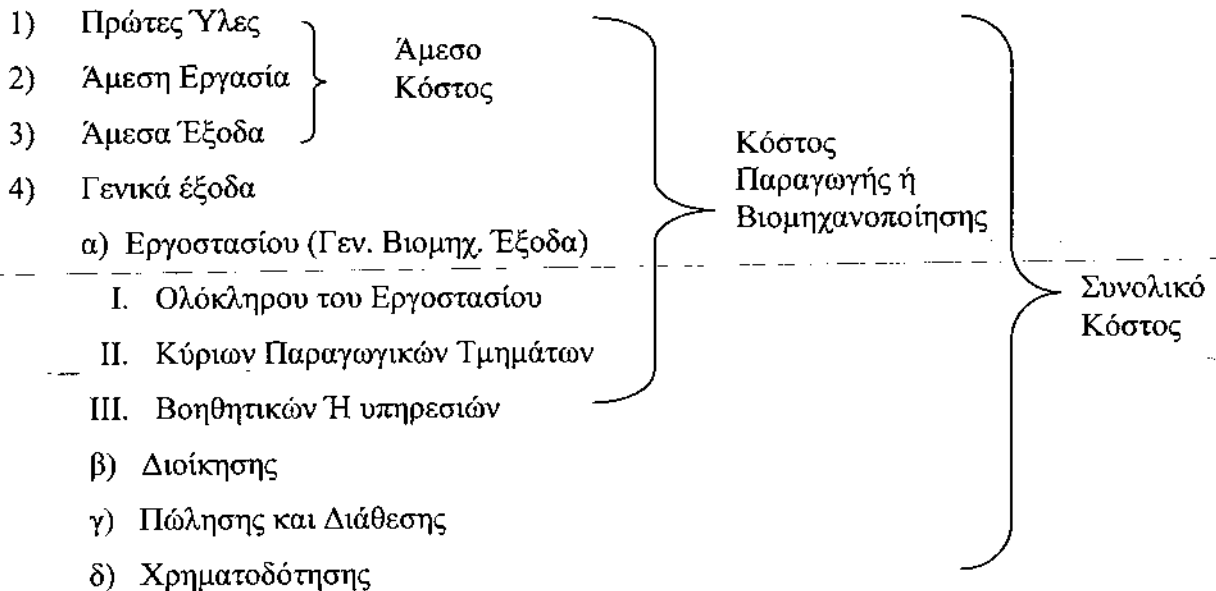 1) Πρώτες Ύλες
2) Άμεση Εργασία
3) Άμεσα Έξοδα
Άμεσο
Κόστος
4) Γενικά έξοδα
α) Εργοστασίου (Γεν. Βιομηχ. Έξοδα)
I. Ολόκληρου του Εργοστασίου
II. Κύριων Παραγωγικών Τμημάτων
III. Βοηθητικών Ή υπηρεσιών
Κόστος
Παραγωγής ή
Βιομηχανοποίησης
β) Διοίκησης
γ) Πώλησης και Διάθεσης
δ) Χρηματοδότησης
Συνολικό
Κόστος